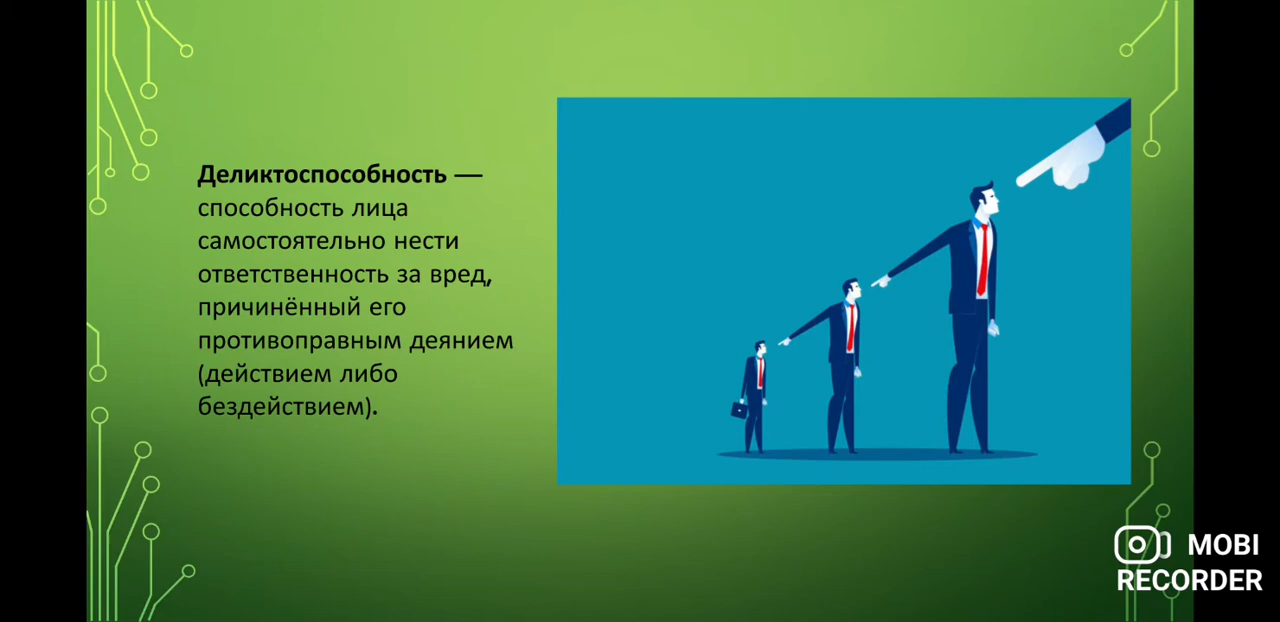 Деликтоспособность —
способность лица
самостоятельно нести
ответственность за вред,
причинённый его
противоправным деянием
(действием либо
бездействием).
MOBI
RECORDER